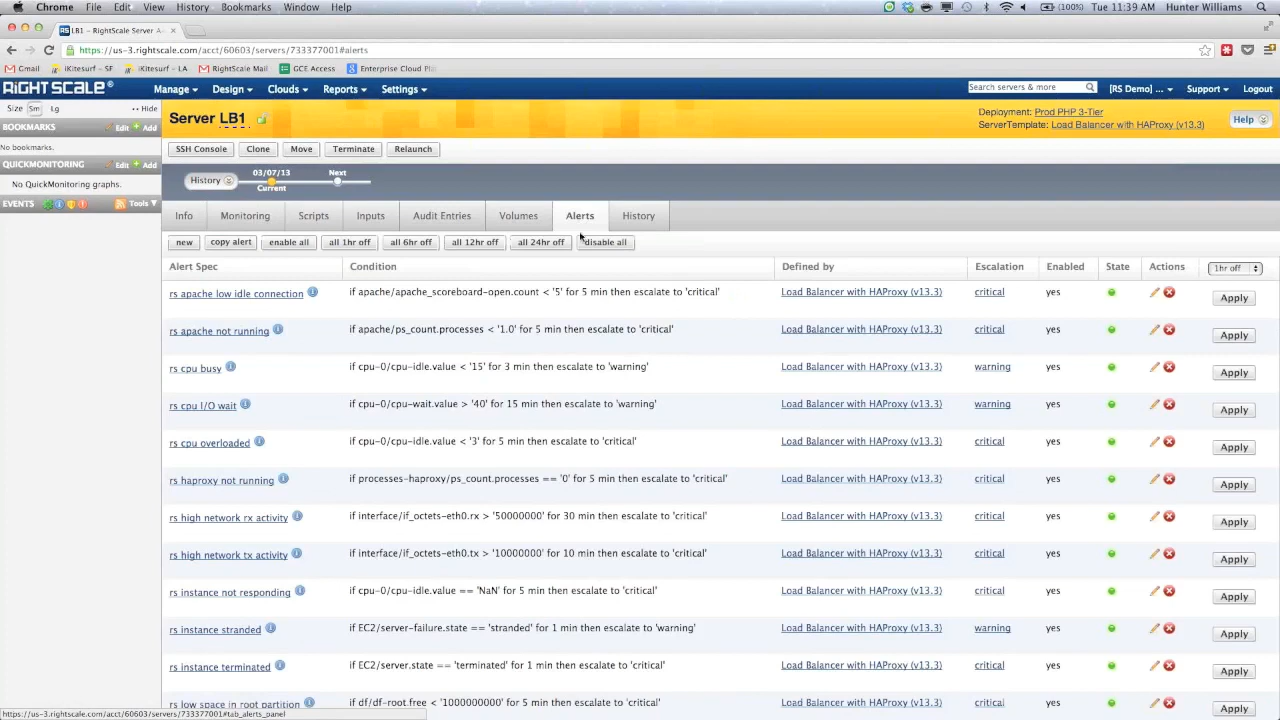 Chrome File Edit View History Bookmarks Window Help (100%) Tue 11:39 AM Hunter Williams
RS LB1 – RightScale Server A
https://us-3.rightscale.com/acct/60603/servers/733377001#alerts
Gmail iKitesurf – SF iKitesurf – LA RightScale Mail GCE Access Enterprise Cloud
RIGHTSCALE Manage Design Clouds Reports Settings Search servers & more [RS Demo] ... Support Logout
Size Sm Lg Hide
BOOKMARKS Edit Add
No bookmarks.
QUICKMONITORING Edit Add
No QuickMonitoring graphs.
EVENTS Tools
Server LB1
Deployment: Prod PHP 3-Tier
ServerTemplate: Load Balancer with HAProxy (v13.3)
Help
SSH Console Clone Move Terminate Relaunch
History 03/07/13 Current Next
Info Monitoring Scripts Inputs Audit Entries Volumes Alerts History
new copy alert enable all all 1hr off all 6hr off all 12hr off all 24hr off disable all
Alert Spec Condition Defined by Escalation Enabled State Actions 1hr off
rs apache low idle connection if apache/apache_scoreboard-open.count < '5' for 5 min then escalate to 'critical' Load Balancer with HAProxy (v13.3) critical yes Apply
rs apache not running if apache/ps_count.processes < '1.0' for 5 min then escalate to 'critical' Load Balancer with HAProxy (v13.3) critical yes Apply
rs cpu busy if cpu-0/cpu-idle.value < '15' for 3 min then escalate to 'warning' Load Balancer with HAProxy (v13.3) warning yes Apply
rs cpu I/O wait if cpu-0/cpu-wait.value > '40' for 15 min then escalate to 'warning' Load Balancer with HAProxy (v13.3) warning yes Apply
rs cpu overloaded if cpu-0/cpu-idle.value < '3' for 5 min then escalate to 'critical' Load Balancer with HAProxy (v13.3) critical yes Apply
rs haproxy not running if processes-haproxy/ps_count.processes == '0' for 5 min then escalate to 'critical' Load Balancer with HAProxy (v13.3) critical yes Apply
rs high network rx activity if interface/if_octets-eth0.rx > '50000000' for 30 min then escalate to 'critical' Load Balancer with HAProxy (v13.3) critical yes Apply
rs high network tx activity if interface/if_octets-eth0.tx > '10000000' for 10 min then escalate to 'critical' Load Balancer with HAProxy (v13.3) critical yes Apply
rs instance not responding if cpu-0/cpu-idle.value == 'NaN' for 5 min then escalate to 'critical' Load Balancer with HAProxy (v13.3) critical yes Apply
rs instance stranded if EC2/server-failure.state == 'stranded' for 1 min then escalate to 'warning' Load Balancer with HAProxy (v13.3) warning yes Apply
rs instance terminated if EC2/server.state == 'terminated' for 1 min then escalate to 'critical' Load Balancer with HAProxy (v13.3) critical yes Apply
rs low space in root partition if df/df-root.free < '1000000000' for 5 min then escalate to 'critical' Load Balancer with HAProxy (v13.3) critical yes Apply
https://us-3.rightscale.com/acct/60603/servers/733377001#tab_alerts_panel